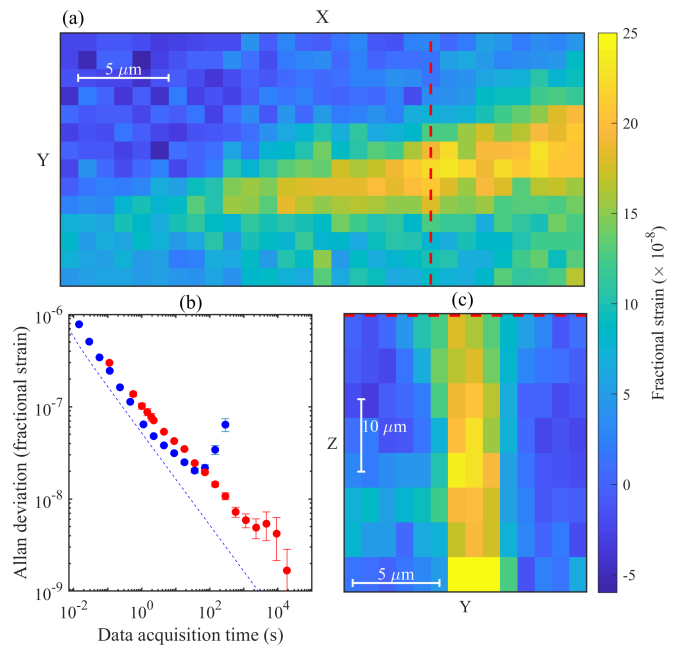 (a)
X
5 μm
Y
25
20
15
10
5
0
-5
Fractional strain (× 10⁻⁸)
(b)
10⁻⁶
10⁻⁷
10⁻⁸
10⁻⁹
Allan deviation (fractional strain)
10⁻² 10⁰ 10² 10⁴
Data acquisition time (s)
(c)
Z
10 μm
5 μm
Y